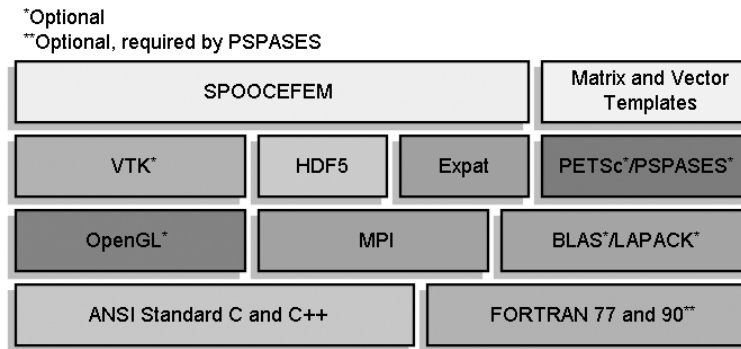 *Optional
**Optional, required by PSPASES
SPOOCEFEM
Matrix and Vector
Templates
VTK*
HDF5
Expat
PETSc*/PSPASES*
OpenGL*
MPI
BLAS*/LAPACK*
ANSI Standard C and C++
FORTRAN 77 and 90**